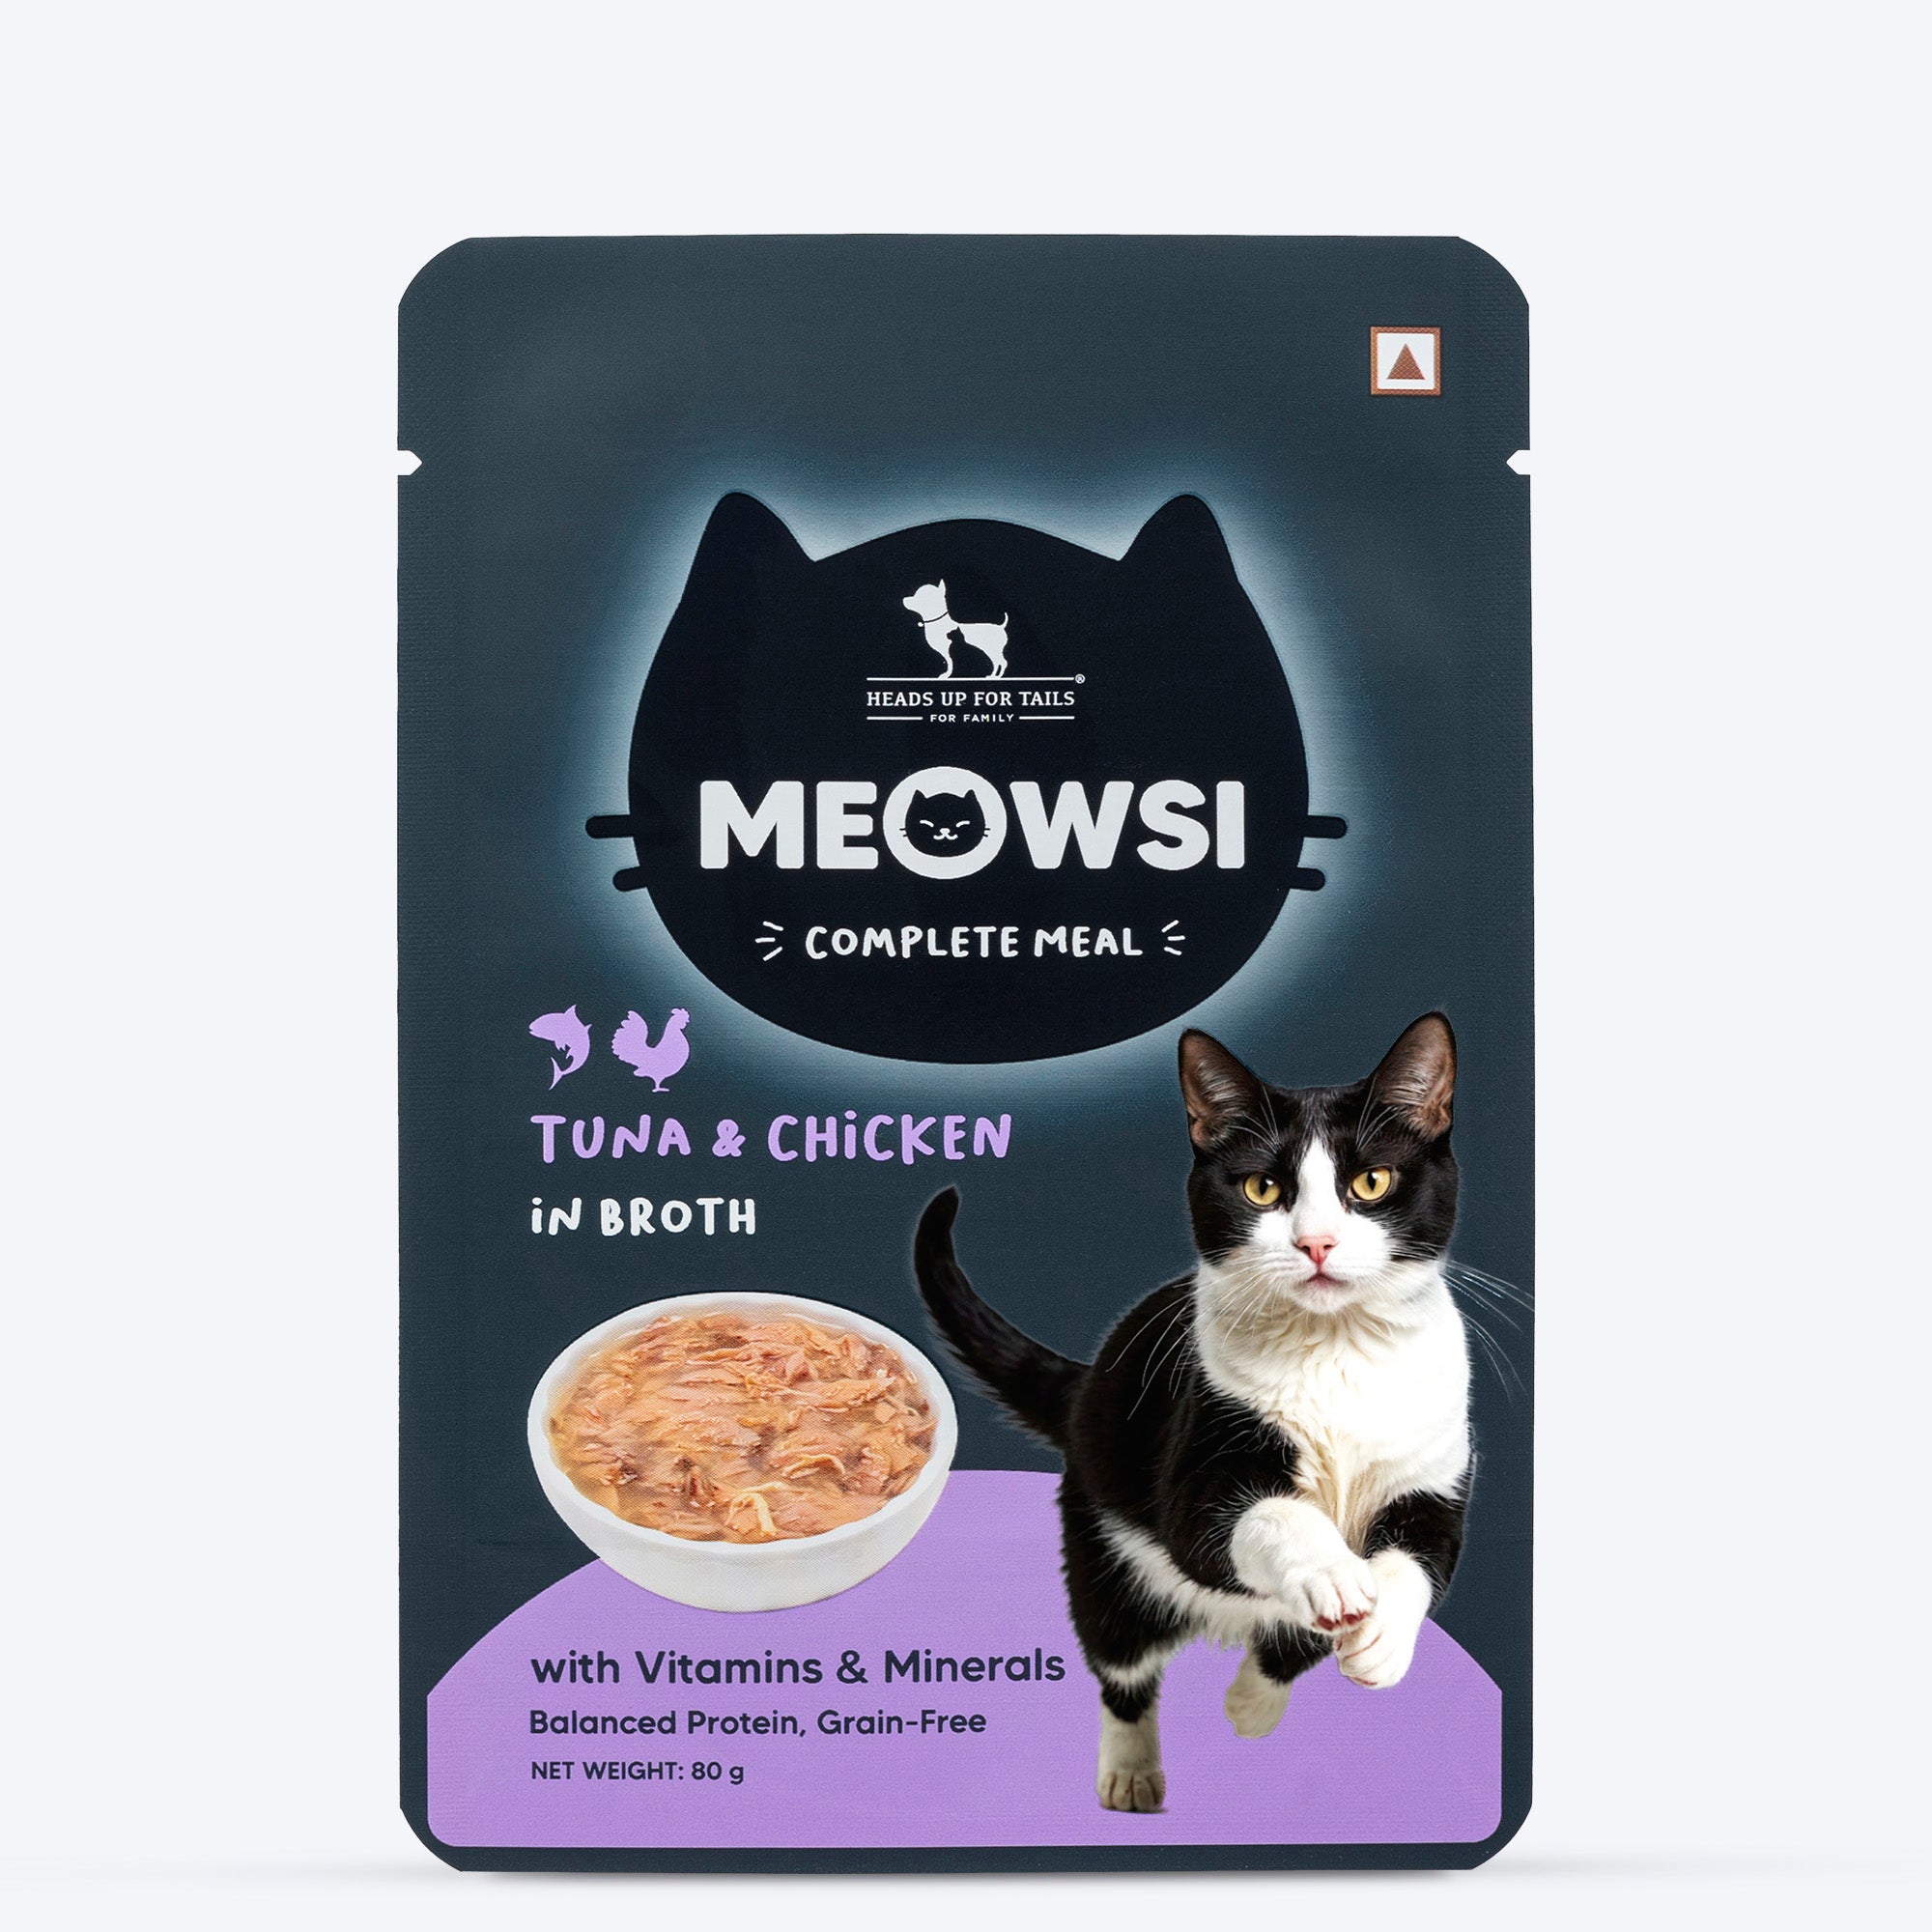 HEADS UP FOR TAILS®
FOR FAMILY
MEOWSI
COMPLETE MEAL
TUNA & CHiCKEN
iN BROTH
with Vitamins & Minerals
Balanced Protein, Grain-Free
NET WEIGHT: 80 g